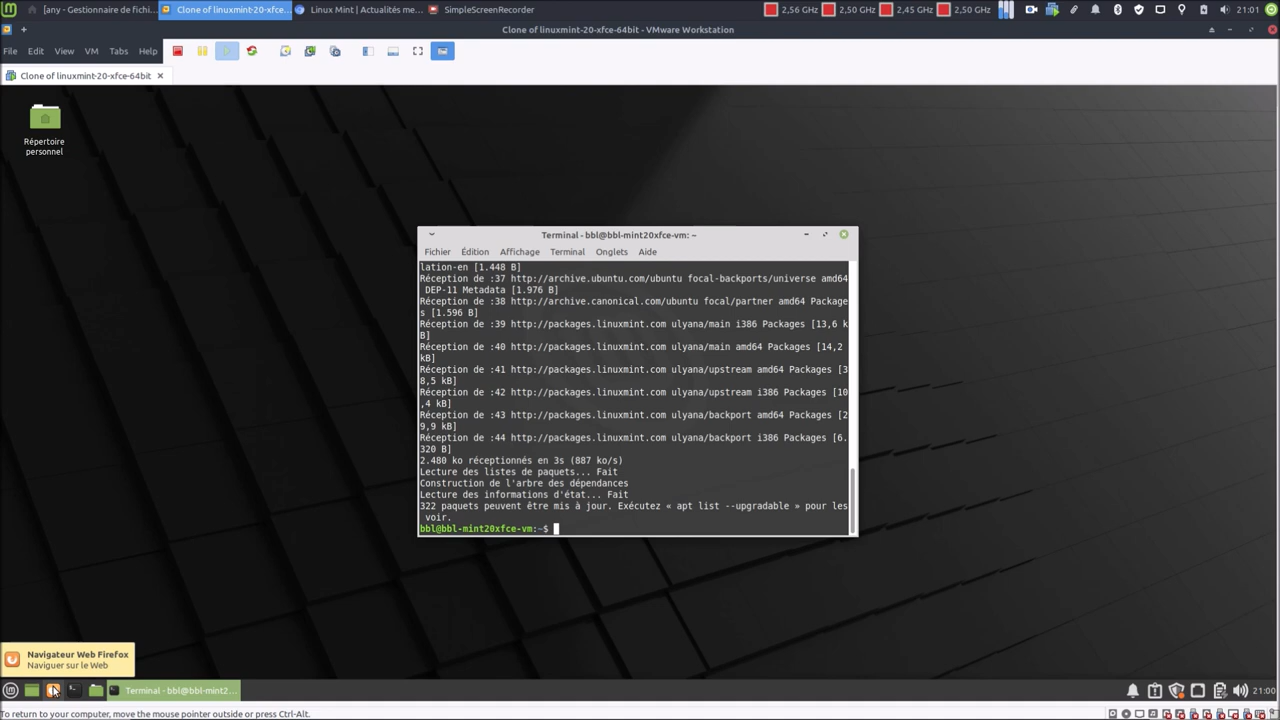 [any - Gestionnaire de fichi...
Clone of linuxmint-20-xfce...
Linux Mint | Actualités me...
SimpleScreenRecorder
2,56 GHz
2,50 GHz
2,45 GHz
2,50 GHz
21:01
Clone of linuxmint-20-xfce-64bit - VMware Workstation
File Edit View VM Tabs Help
Clone of linuxmint-20-xfce-64bit
Répertoire
personnel
Terminal - bbl@bbl-mint20xfce-vm: ~
Fichier Édition Affichage Terminal Onglets Aide
lation-en [1.448 B]
Réception de :37 http://archive.ubuntu.com/ubuntu focal-backports/universe amd64
DEP-11 Metadata [1.976 B]
Réception de :38 http://archive.canonical.com/ubuntu focal/partner amd64 Package
s [1.596 B]
Réception de :39 http://packages.linuxmint.com ulyana/main i386 Packages [13,6 k
B]
Réception de :40 http://packages.linuxmint.com ulyana/main amd64 Packages [14,2
kB]
Réception de :41 http://packages.linuxmint.com ulyana/upstream amd64 Packages [3
8,5 kB]
Réception de :42 http://packages.linuxmint.com ulyana/upstream i386 Packages [10
,4 kB]
Réception de :43 http://packages.linuxmint.com ulyana/backport amd64 Packages [2
9,9 kB]
Réception de :44 http://packages.linuxmint.com ulyana/backport i386 Packages [6.
320 B]
2.480 ko réceptionnés en 3s (887 ko/s)
Lecture des listes de paquets... Fait
Construction de l'arbre des dépendances
Lecture des informations d'état... Fait
322 paquets peuvent être mis à jour. Exécutez « apt list --upgradable » pour les
voir.
bbl@bbl-mint20xfce-vm:~$
Navigateur Web Firefox
Naviguer sur le Web
Terminal - bbl@bbl-mint2...
21:00
To return to your computer, move the mouse pointer outside or press Ctrl-Alt.